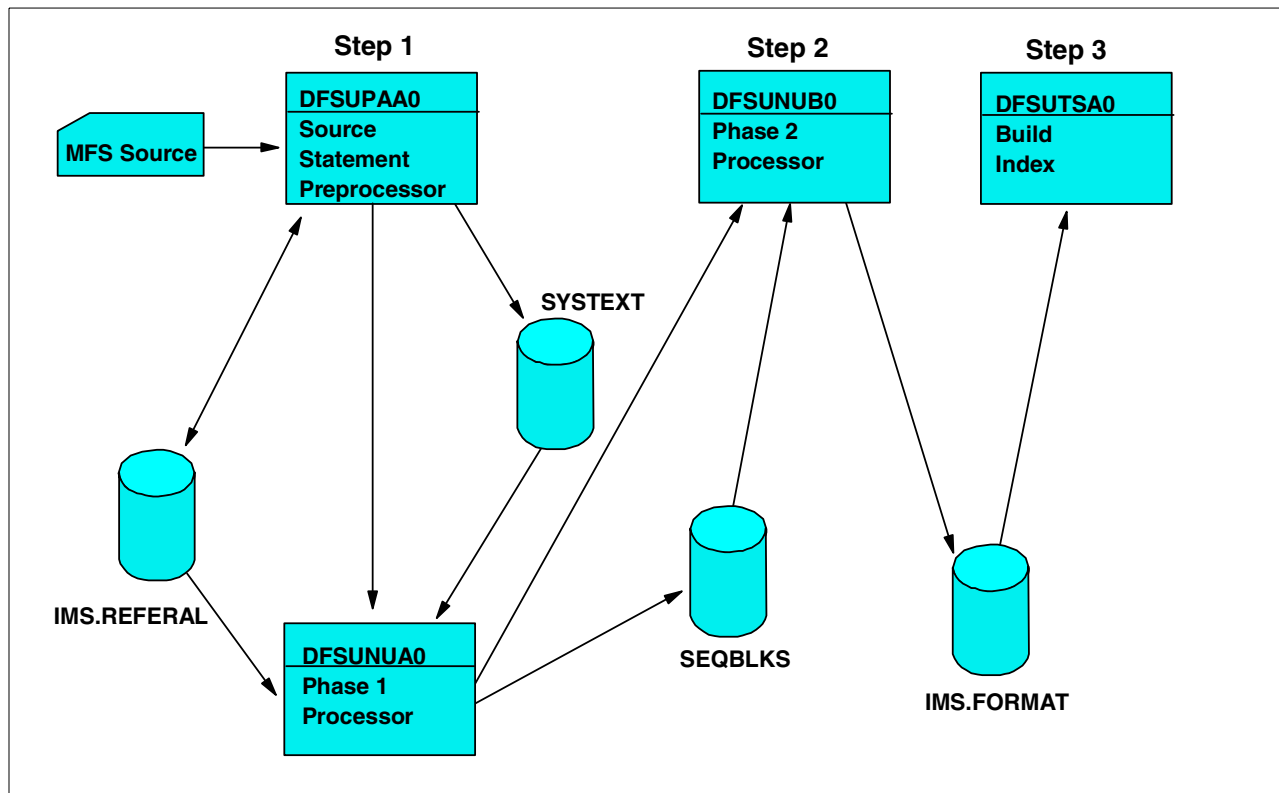 Step 1
Step 2
Step 3
MFS Source
DFSUPAA0
Source
Statement
Preprocessor
DFSUNUB0
Phase 2
Processor
DFSUTSA0
Build
Index
SYSTEXT
IMS.REFERAL
DFSUNUA0
Phase 1
Processor
SEQBLKS
IMS.FORMAT